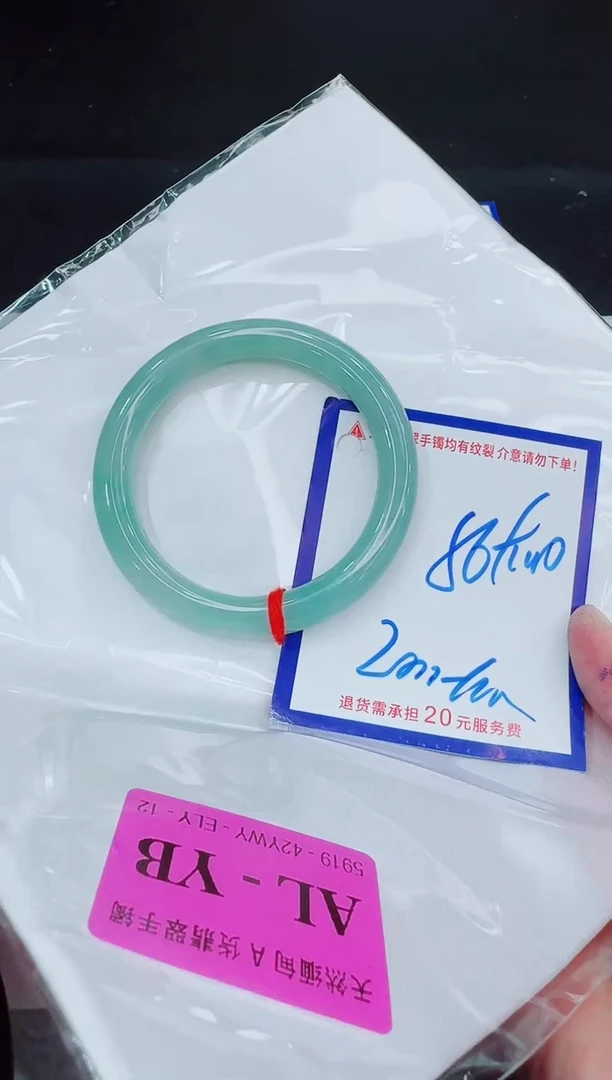 手镯均有纹裂 介意请勿下单!
退货需承担20元服务费
5919-42YWY-ELY-12
AL-YB
天然缅甸A货翡翠手镯